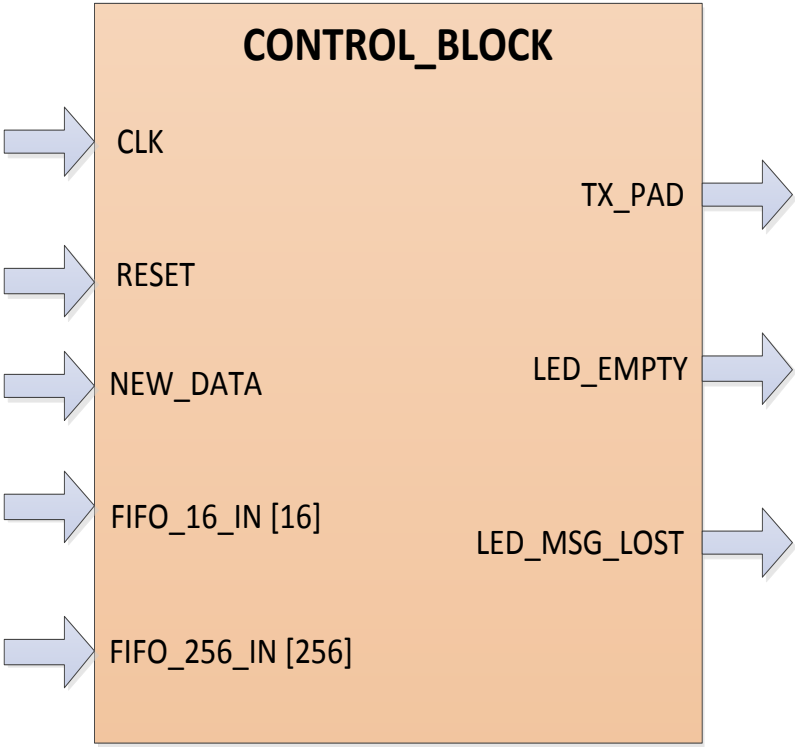 CONTROL_BLOCK
CLK
TX_PAD
RESET
LED_EMPTY
NEW_DATA
FIFO_16_IN [16]
LED_MSG_LOST
FIFO_256_IN [256]